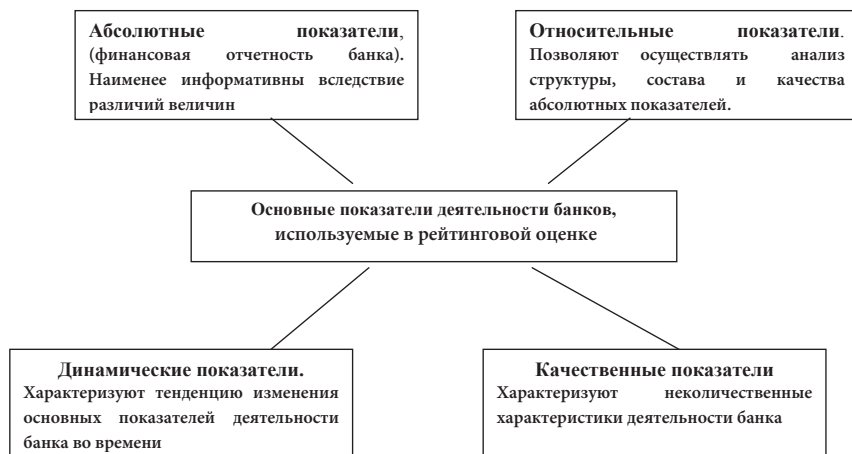 Абсолютные показатели,
(финансовая отчетность банка).
Наименее информативны вследствие
различий величин
Относительные показатели.
Позволяют осуществлять анализ
структуры, состава и качества
абсолютных показателей.
Основные показатели деятельности банков,
используемые в рейтинговой оценке
Динамические показатели.
Характеризуют тенденцию изменения
основных показателей деятельности
банка во времени
Качественные показатели
Характеризуют неколичественные
характеристики деятельности банка